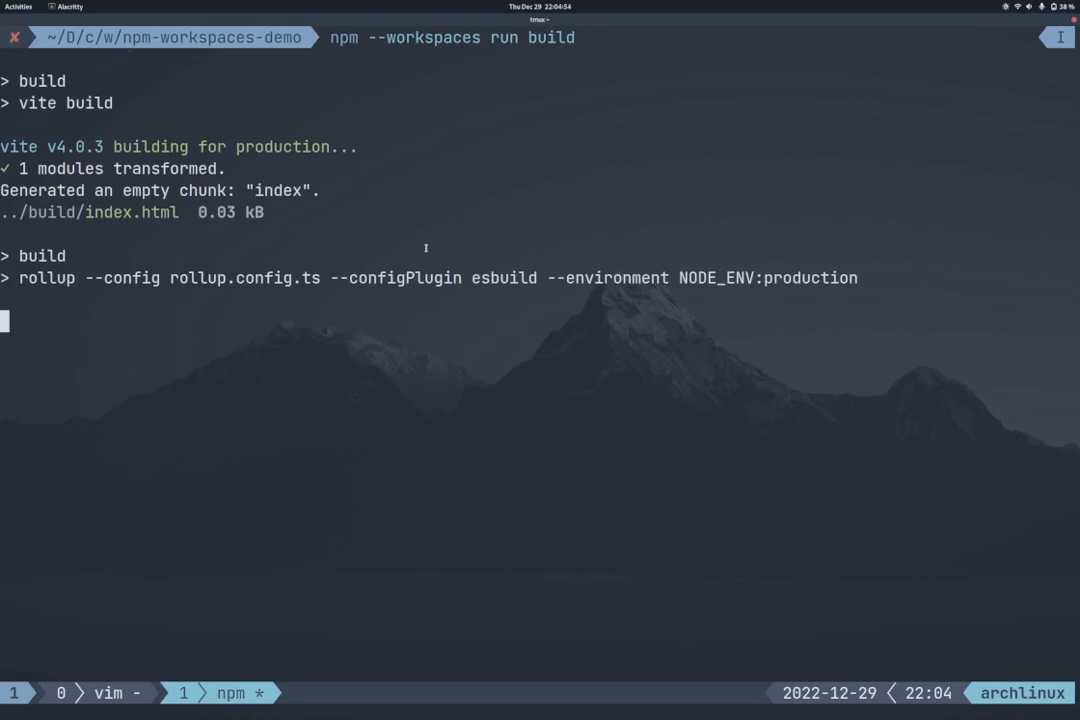 Activities Alacritty Thu Dec 29 22:04:54 38 %
tmux~
✘ ~/D/c/w/npm-workspaces-demo npm --workspaces run build I
> build
> vite build
vite v4.0.3 building for production...
✓ 1 modules transformed.
Generated an empty chunk: "index".
../build/index.html 0.03 kB
> build
> rollup --config rollup.config.ts --configPlugin esbuild --environment NODE_ENV:production
1 0 vim - 1 npm * 2022-12-29 22:04 archlinux